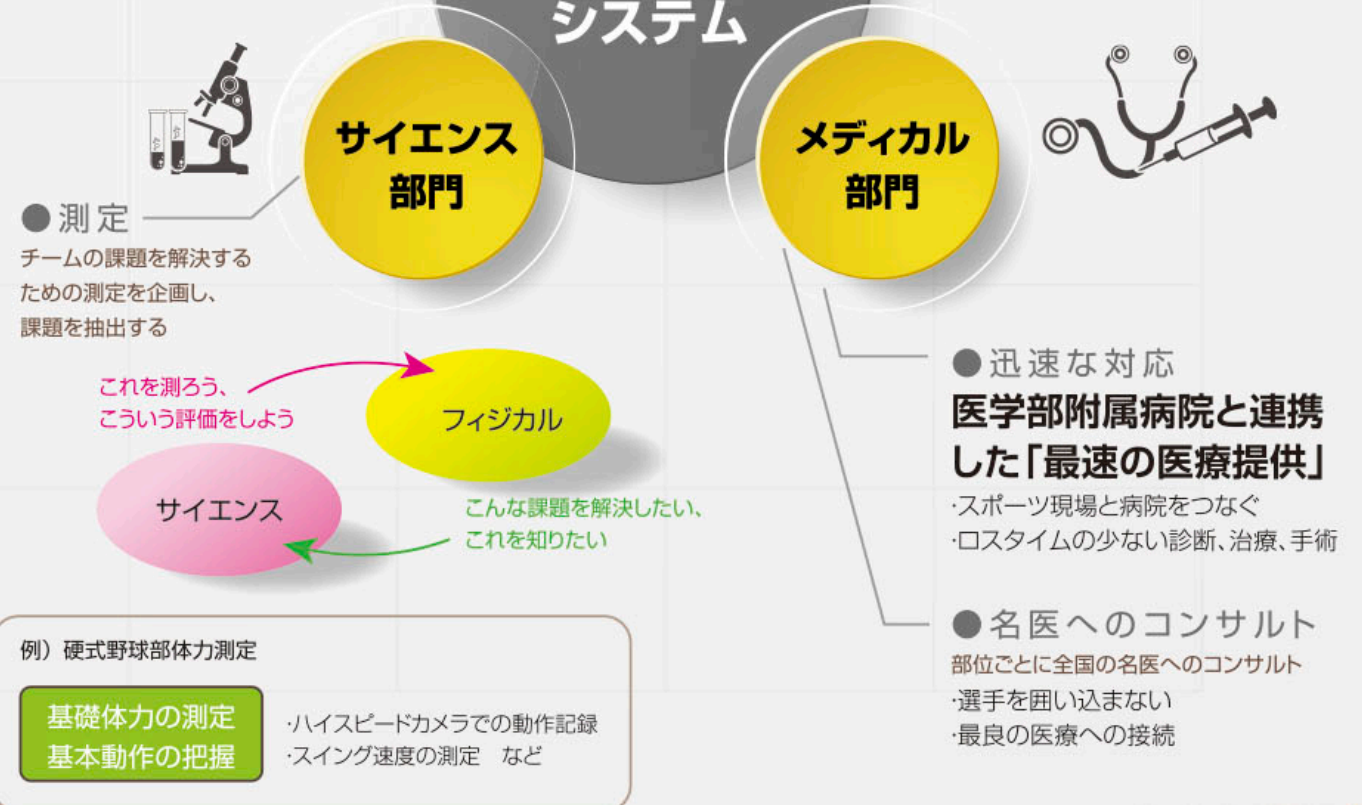 システム
サイエンス
部門
メディカル
部門
●測定
チームの課題を解決する
ための測定を企画し、
課題を抽出する
これを測ろう、
こういう評価をしよう
フィジカル
サイエンス
こんな課題を解決したい、
これを知りたい
例）硬式野球部体力測定
基礎体力の測定
基本動作の把握
·ハイスピードカメラでの動作記録
·スイング速度の測定　など
●迅速な対応
医学部附属病院と連携
した「最速の医療提供」
·スポーツ現場と病院をつなぐ
·ロスタイムの少ない診断、治療、手術
●名医へのコンサルト
部位ごとに全国の名医へのコンサルト
·選手を囲い込まない
·最良の医療への接続